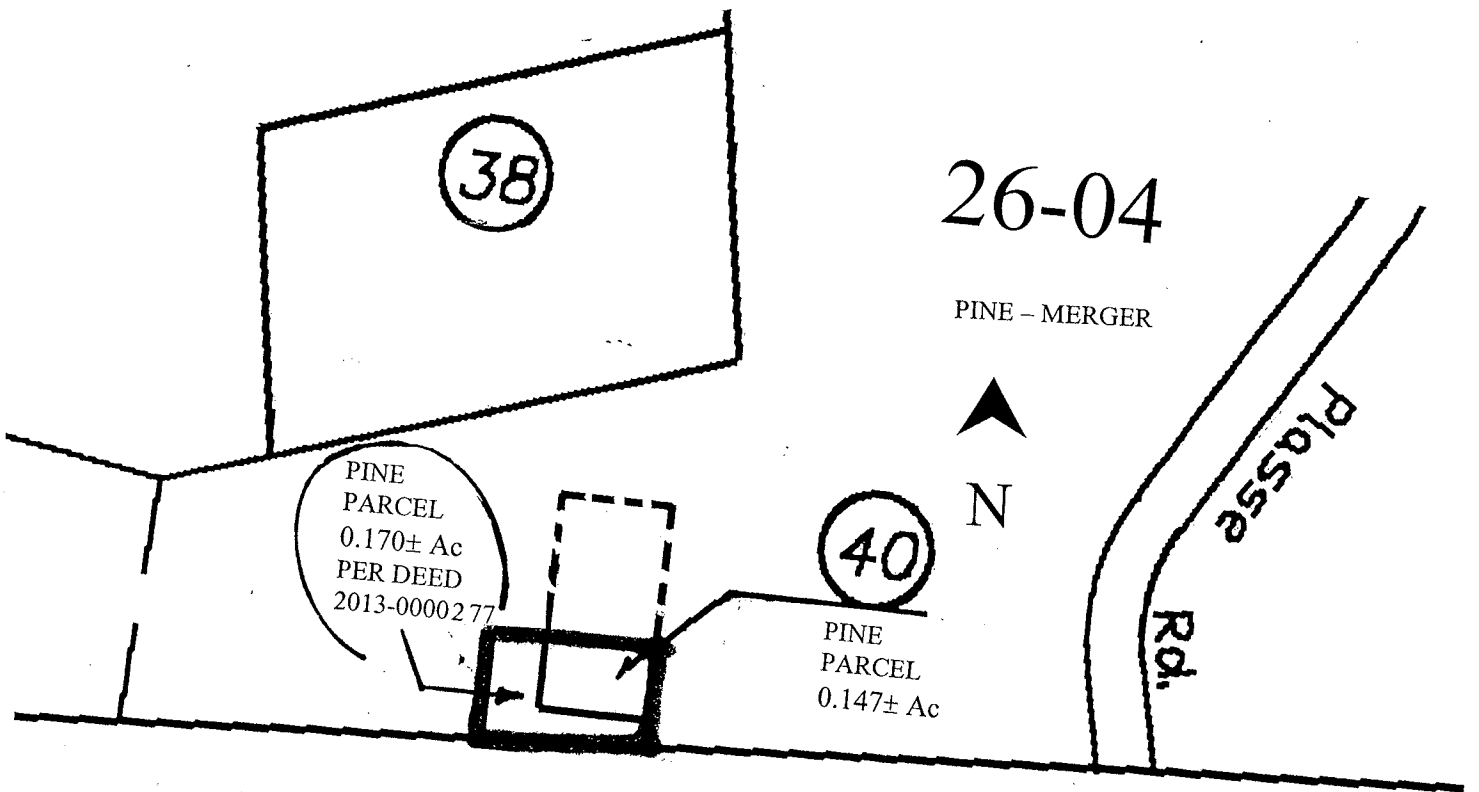 38
26-04
PINE – MERGER
N
Plasse
Rd.
PINE
PARCEL
0.170± Ac
PER DEED
2013-0000277
40
PINE
PARCEL
0.147± Ac